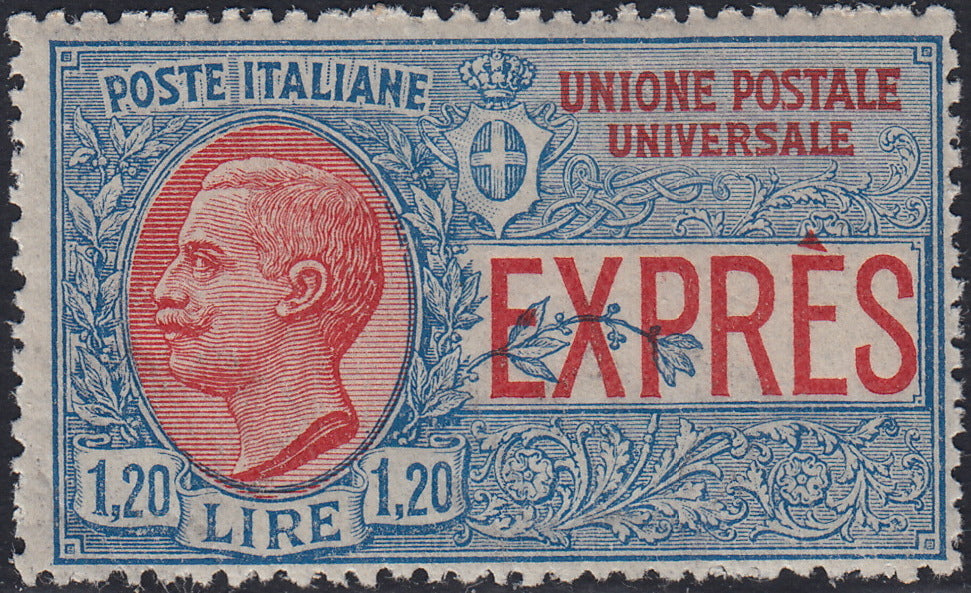 POSTE ITALIANE
UNIONE POSTALE
UNIVERSALE
EXPRÈS
1,20 LIRE 1,20